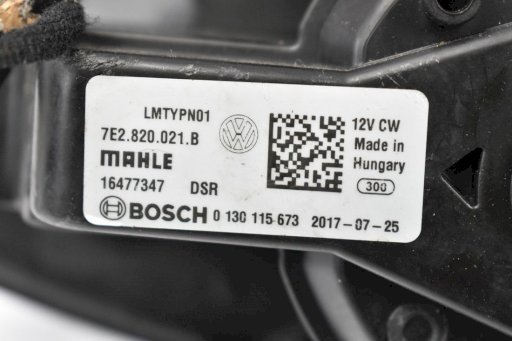 LMTYPN01
7E2.820.021.B
MAHLE
16477347 DSR
12V CW
Made in
Hungary
300
BOSCH 0 130 115 673 2017-07-25